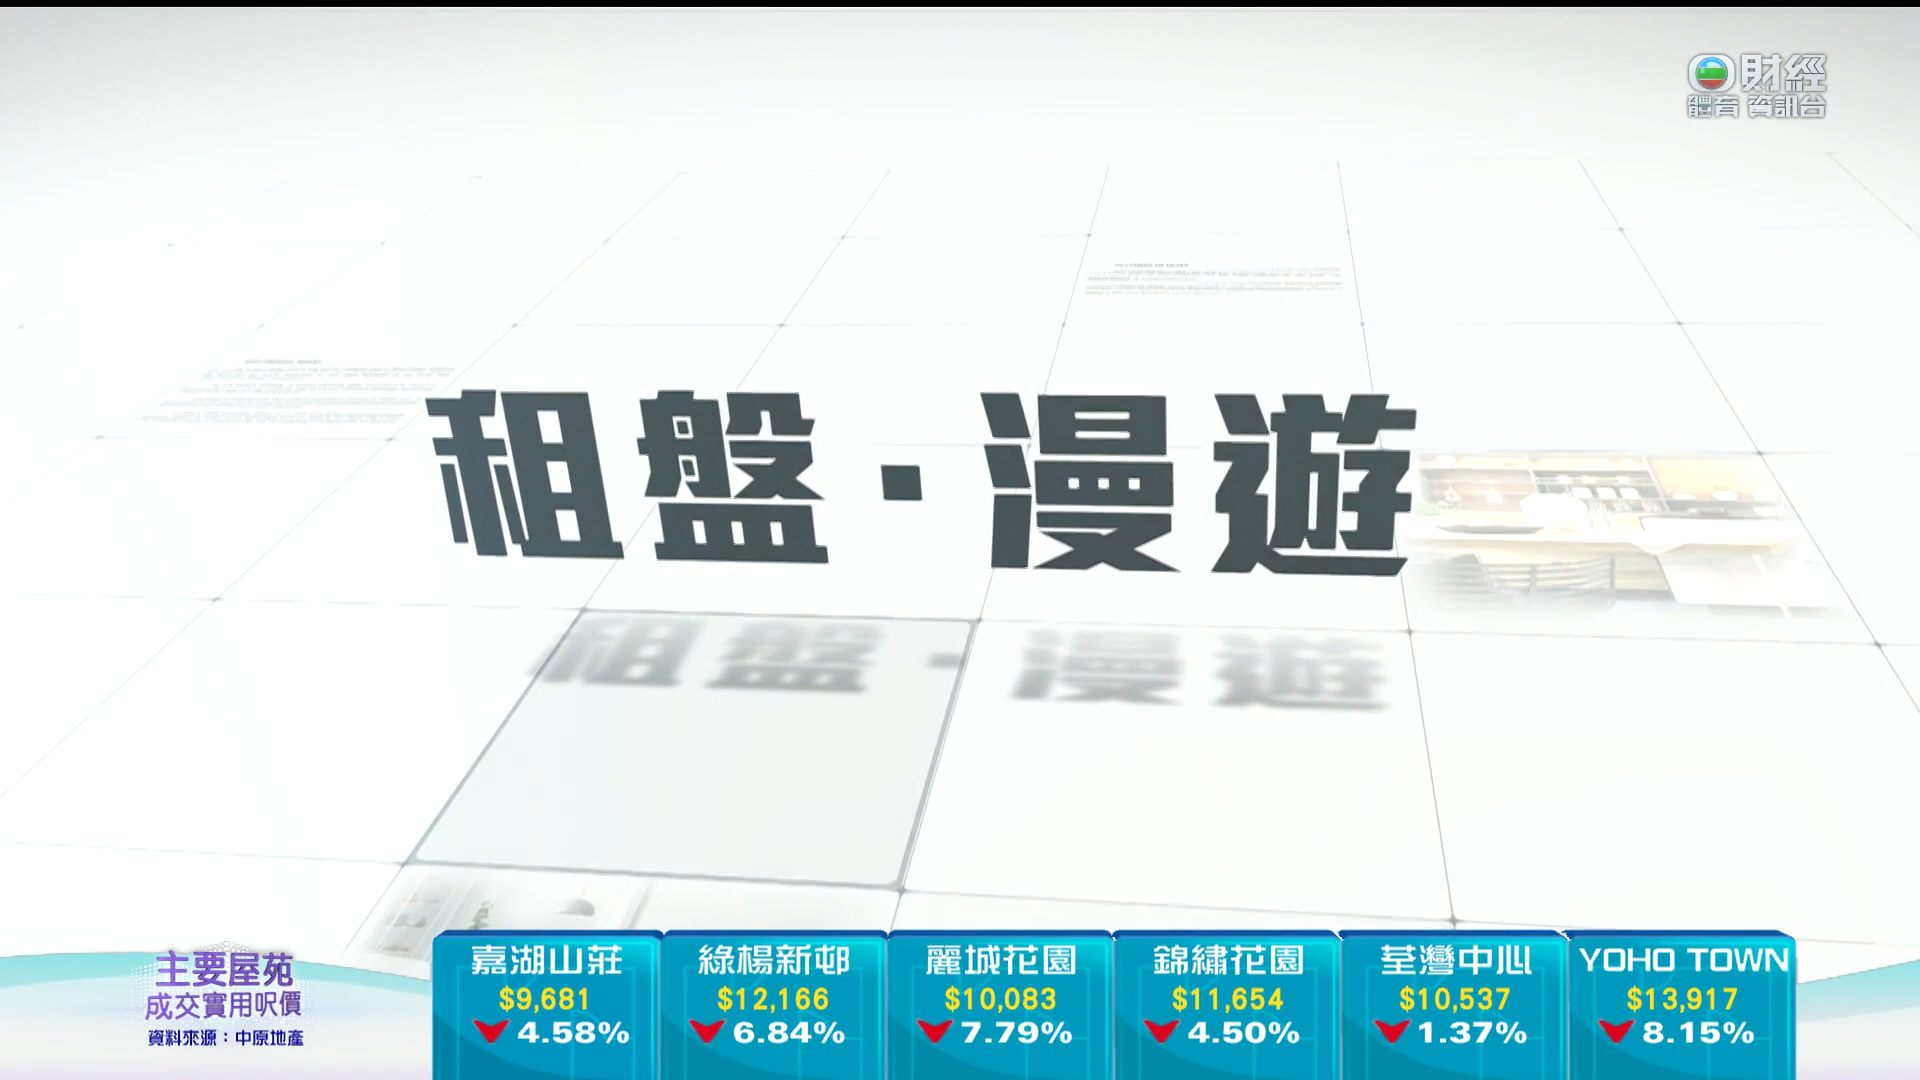 財經
體育 資訊台
租盤·漫遊
主要屋苑
成交實用呎價
資料來源：中原地產
嘉湖山莊
$9,681
4.58%
綠楊新邨
$12,166
6.84%
麗城花園
$10,083
7.79%
錦繡花園
$11,654
4.50%
荃灣中心
$10,537
1.37%
YOHO TOWN
$13,917
8.15%